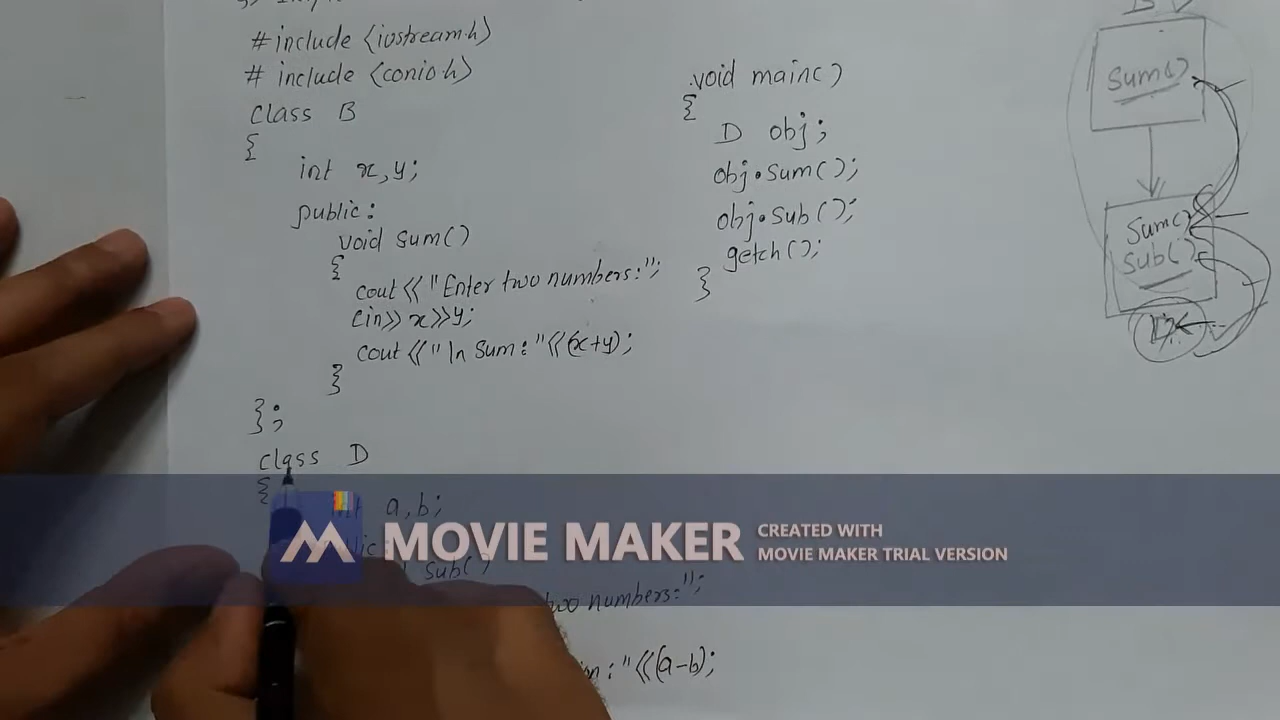 #include <iostream.h>
# include <conio.h>
class B
{
int x,y;
public:
void sum()
{
cout<<"Enter two numbers:";
cin>>x>>y;
cout<<"\n Sum: "<<(x+y);
}
};
class D
{
int a,b;
sub()
two numbers:";
: "<<(a-b);
void main()
{
D obj;
obj.sum();
obj.sub();
getch();
}
sum()
sum()
sub()
MOVIE MAKER
CREATED WITH
MOVIE MAKER TRIAL VERSION